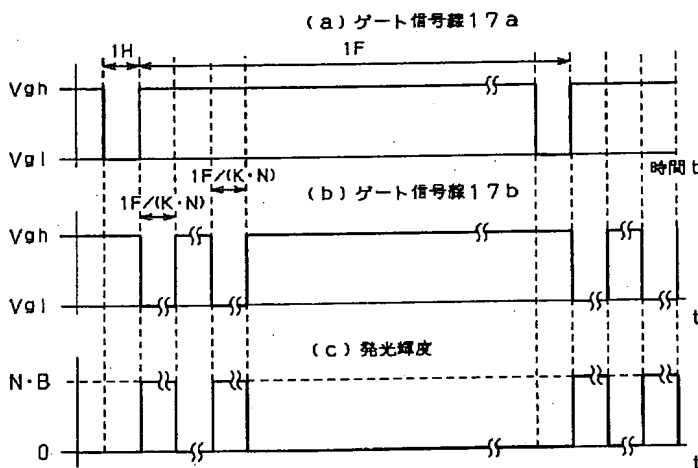 (a)ゲート信号線17a
1H
1F
Vgh
Vgl
時間t
1F/(K·N)
1F/(K·N)
(b)ゲート信号線17b
Vgh
Vgl
t
(c)発光輝度
N·B
0
t